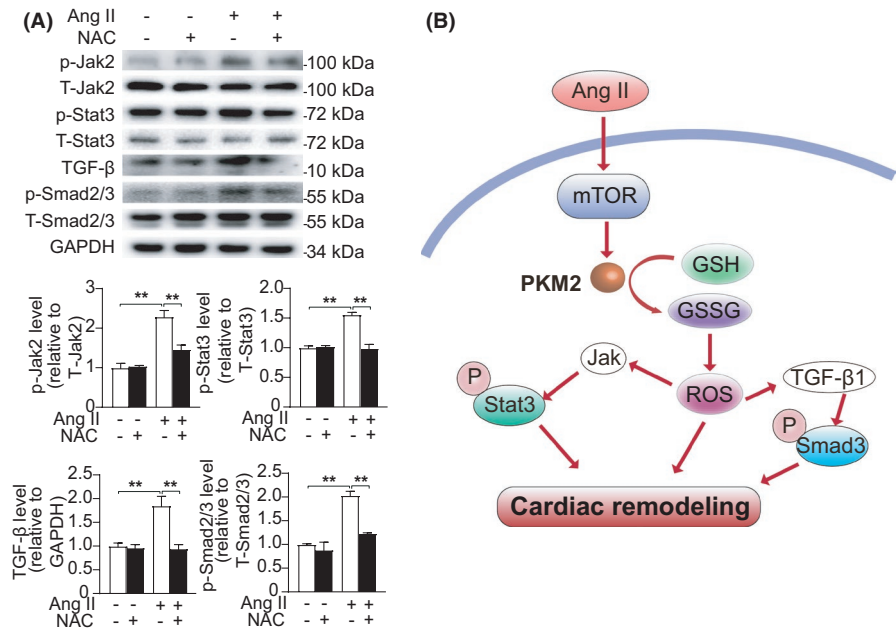 (A)
Ang II - - + +
NAC - + - +
p-Jak2 -100 kDa
T-Jak2 -100 kDa
p-Stat3 -72 kDa
T-Stat3 -72 kDa
TGF-β -10 kDa
p-Smad2/3 -55 kDa
T-Smad2/3 -55 kDa
GAPDH -34 kDa
p-Jak2 level
(relative to
T-Jak2)
3
2
1
0
** **
Ang II - - + +
NAC - + - +
p-Stat3 level
(relative to
T-Stat3)
2.0
1.5
1.0
0.5
0.0
** **
Ang II - - + +
NAC - + - +
TGF-β level
(relative to
GAPDH)
2.5
2.0
1.5
1.0
0.5
0
** **
Ang II - - + +
NAC - + - +
p-Smad2/3 level
(relative to
T-Smad2/3)
2.5
2.0
1.5
1.0
0.5
0.0
** **
Ang II - - + +
NAC - + - +
(B)
Ang II
mTOR
PKM2
GSH
GSSG
Jak
ROS
TGF-β1
P
Stat3
P
Smad3
Cardiac remodeling